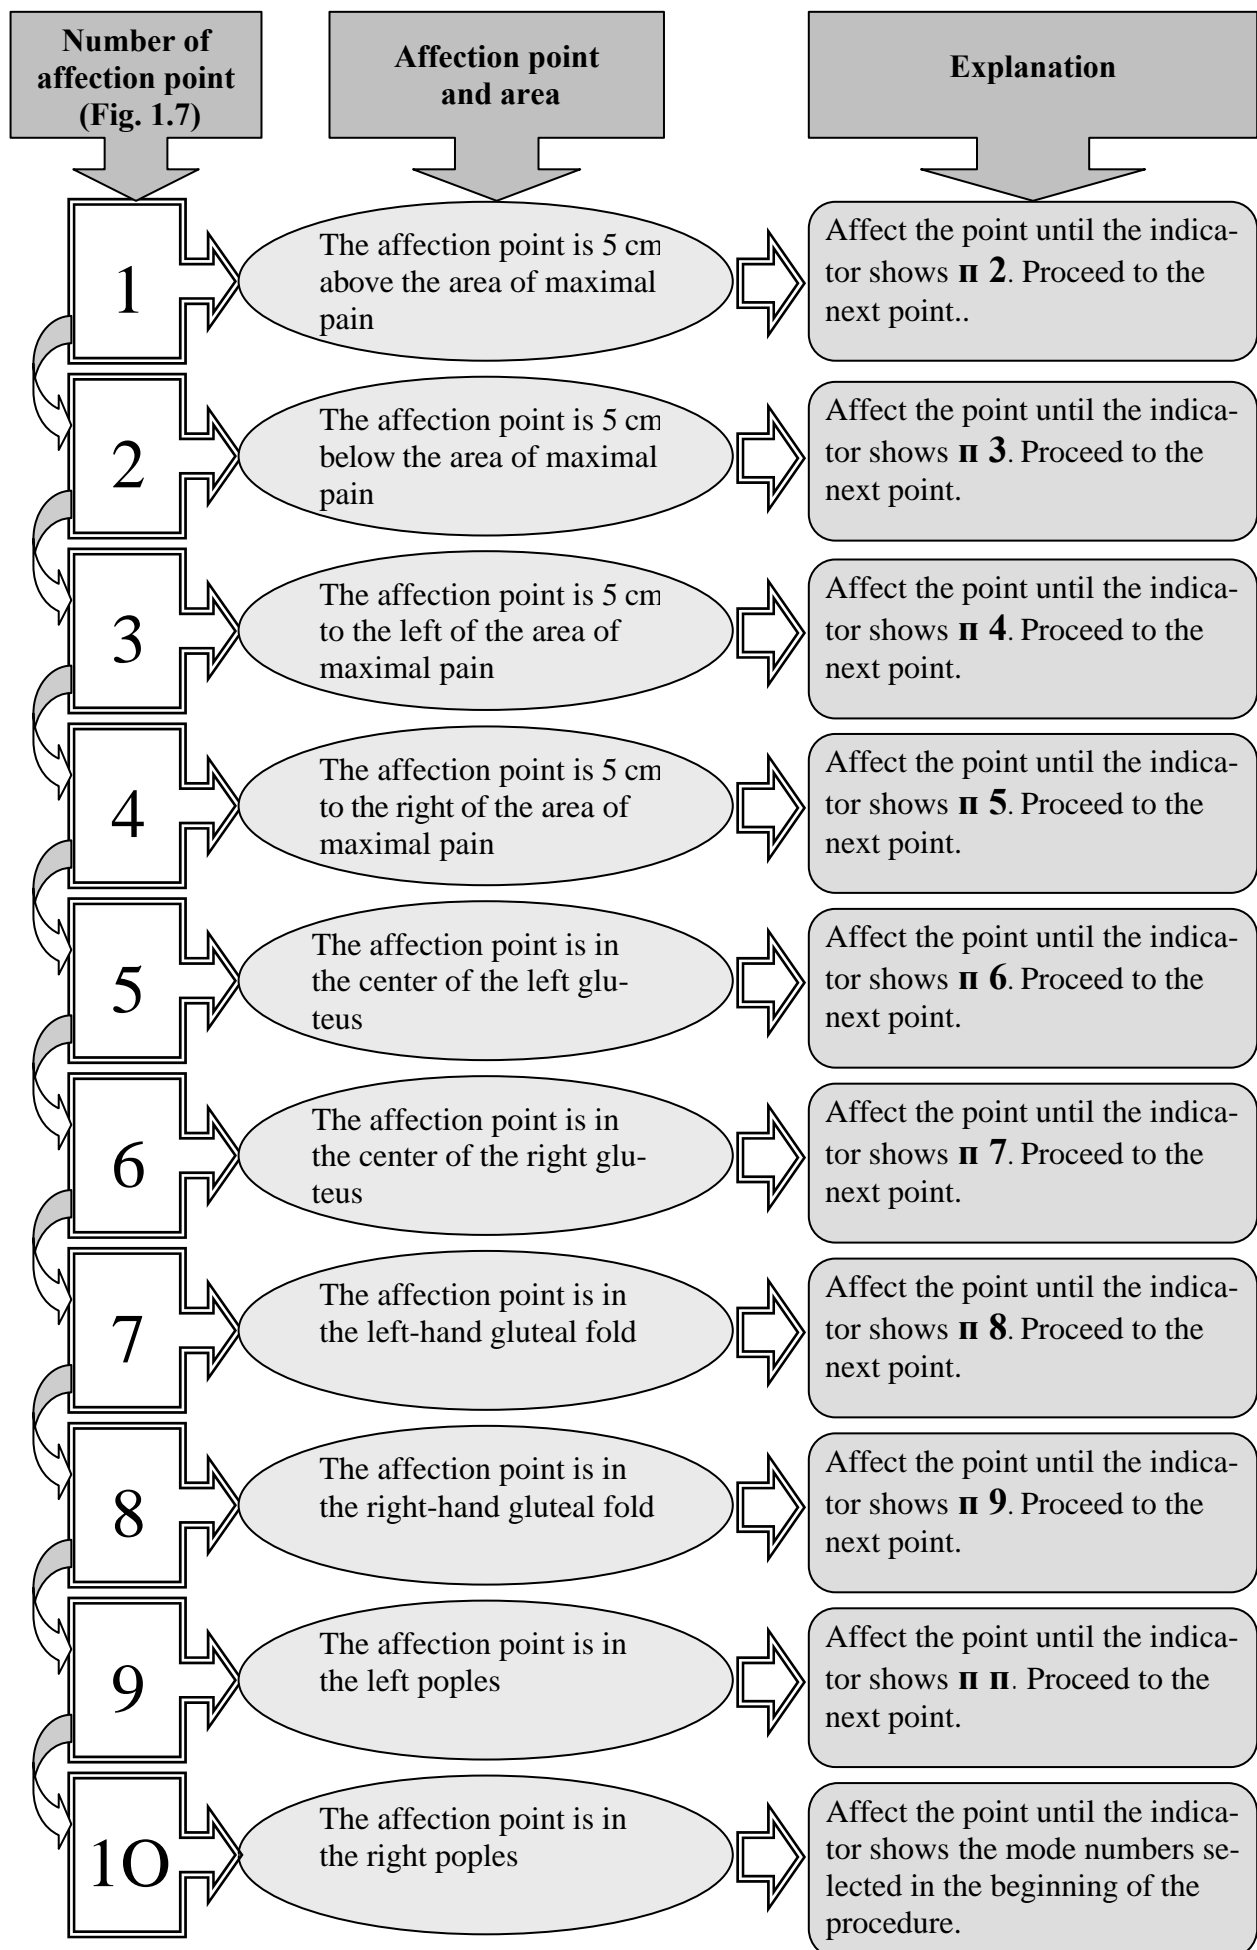 Number of
affection point
(Fig. 1.7)
Affection point
and area
Explanation
1
The affection point is 5 cm
above the area of maximal
pain
Affect the point until the indica-
tor shows п 2. Proceed to the
next point..
2
The affection point is 5 cm
below the area of maximal
pain
Affect the point until the indica-
tor shows п 3. Proceed to the
next point.
3
The affection point is 5 cm
to the left of the area of
maximal pain
Affect the point until the indica-
tor shows п 4. Proceed to the
next point.
4
The affection point is 5 cm
to the right of the area of
maximal pain
Affect the point until the indica-
tor shows п 5. Proceed to the
next point.
5
The affection point is in
the center of the left glu-
teus
Affect the point until the indica-
tor shows п 6. Proceed to the
next point.
6
The affection point is in
the center of the right glu-
teus
Affect the point until the indica-
tor shows п 7. Proceed to the
next point.
7
The affection point is in
the left-hand gluteal fold
Affect the point until the indica-
tor shows п 8. Proceed to the
next point.
8
The affection point is in
the right-hand gluteal fold
Affect the point until the indica-
tor shows п 9. Proceed to the
next point.
9
The affection point is in
the left poples
Affect the point until the indica-
tor shows п п. Proceed to the
next point.
1O
The affection point is in
the right poples
Affect the point until the indica-
tor shows the mode numbers se-
lected in the beginning of the
procedure.